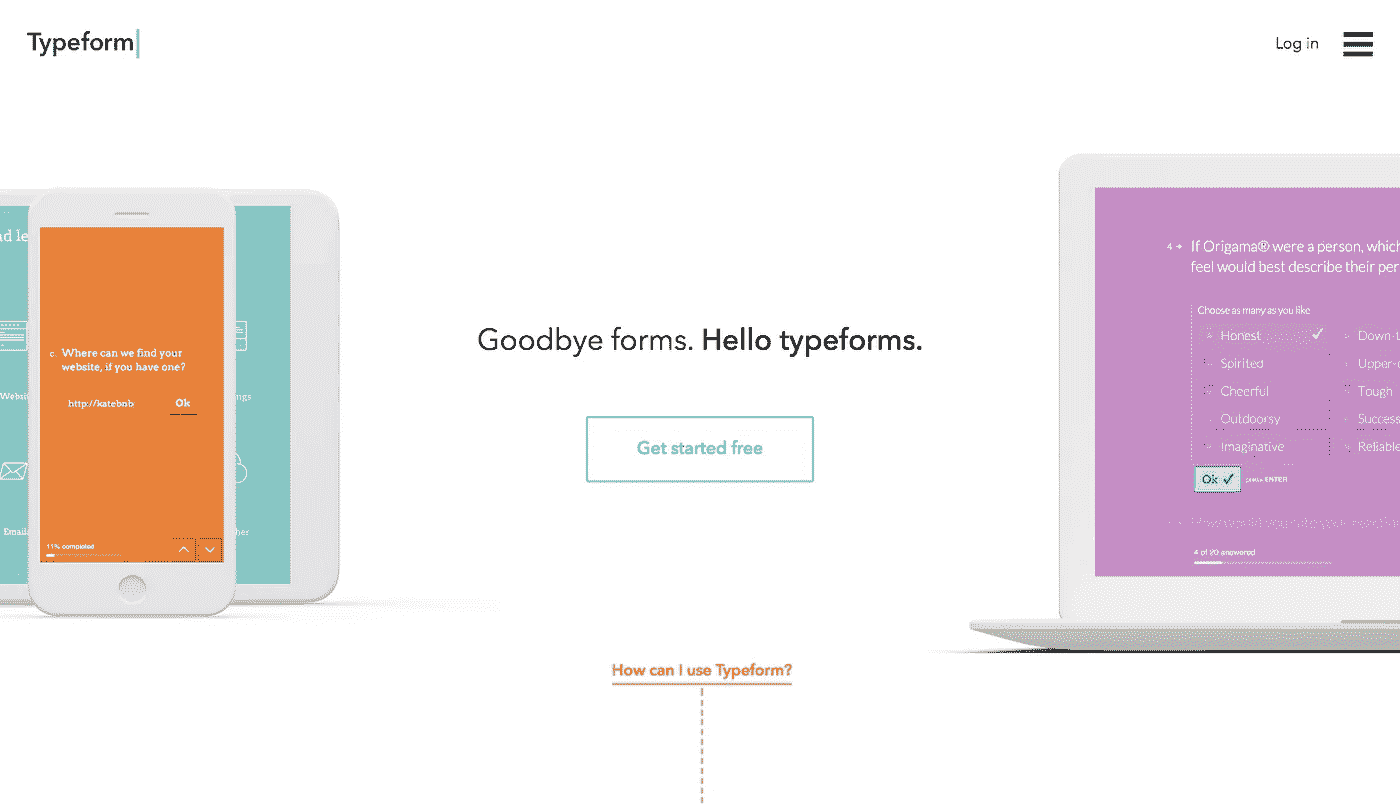 Typeform
Log in
Goodbye forms. Hello typeforms.
Get started free
How can I use Typeform?
nd le
Websi
ngs
Emails
her
c. Where can we find your
website, if you have one?
http://katebnb
Ok
11% completed
4 → If Origama® were a person, which
feel would best describe their per
Choose as many as you like
Honest
Down-t
Spirited
Upper-c
Cheerful
Tough
Outdoorsy
Success
Imaginative
Reliable
Ok ✓
ENTER
4 of 20 answered